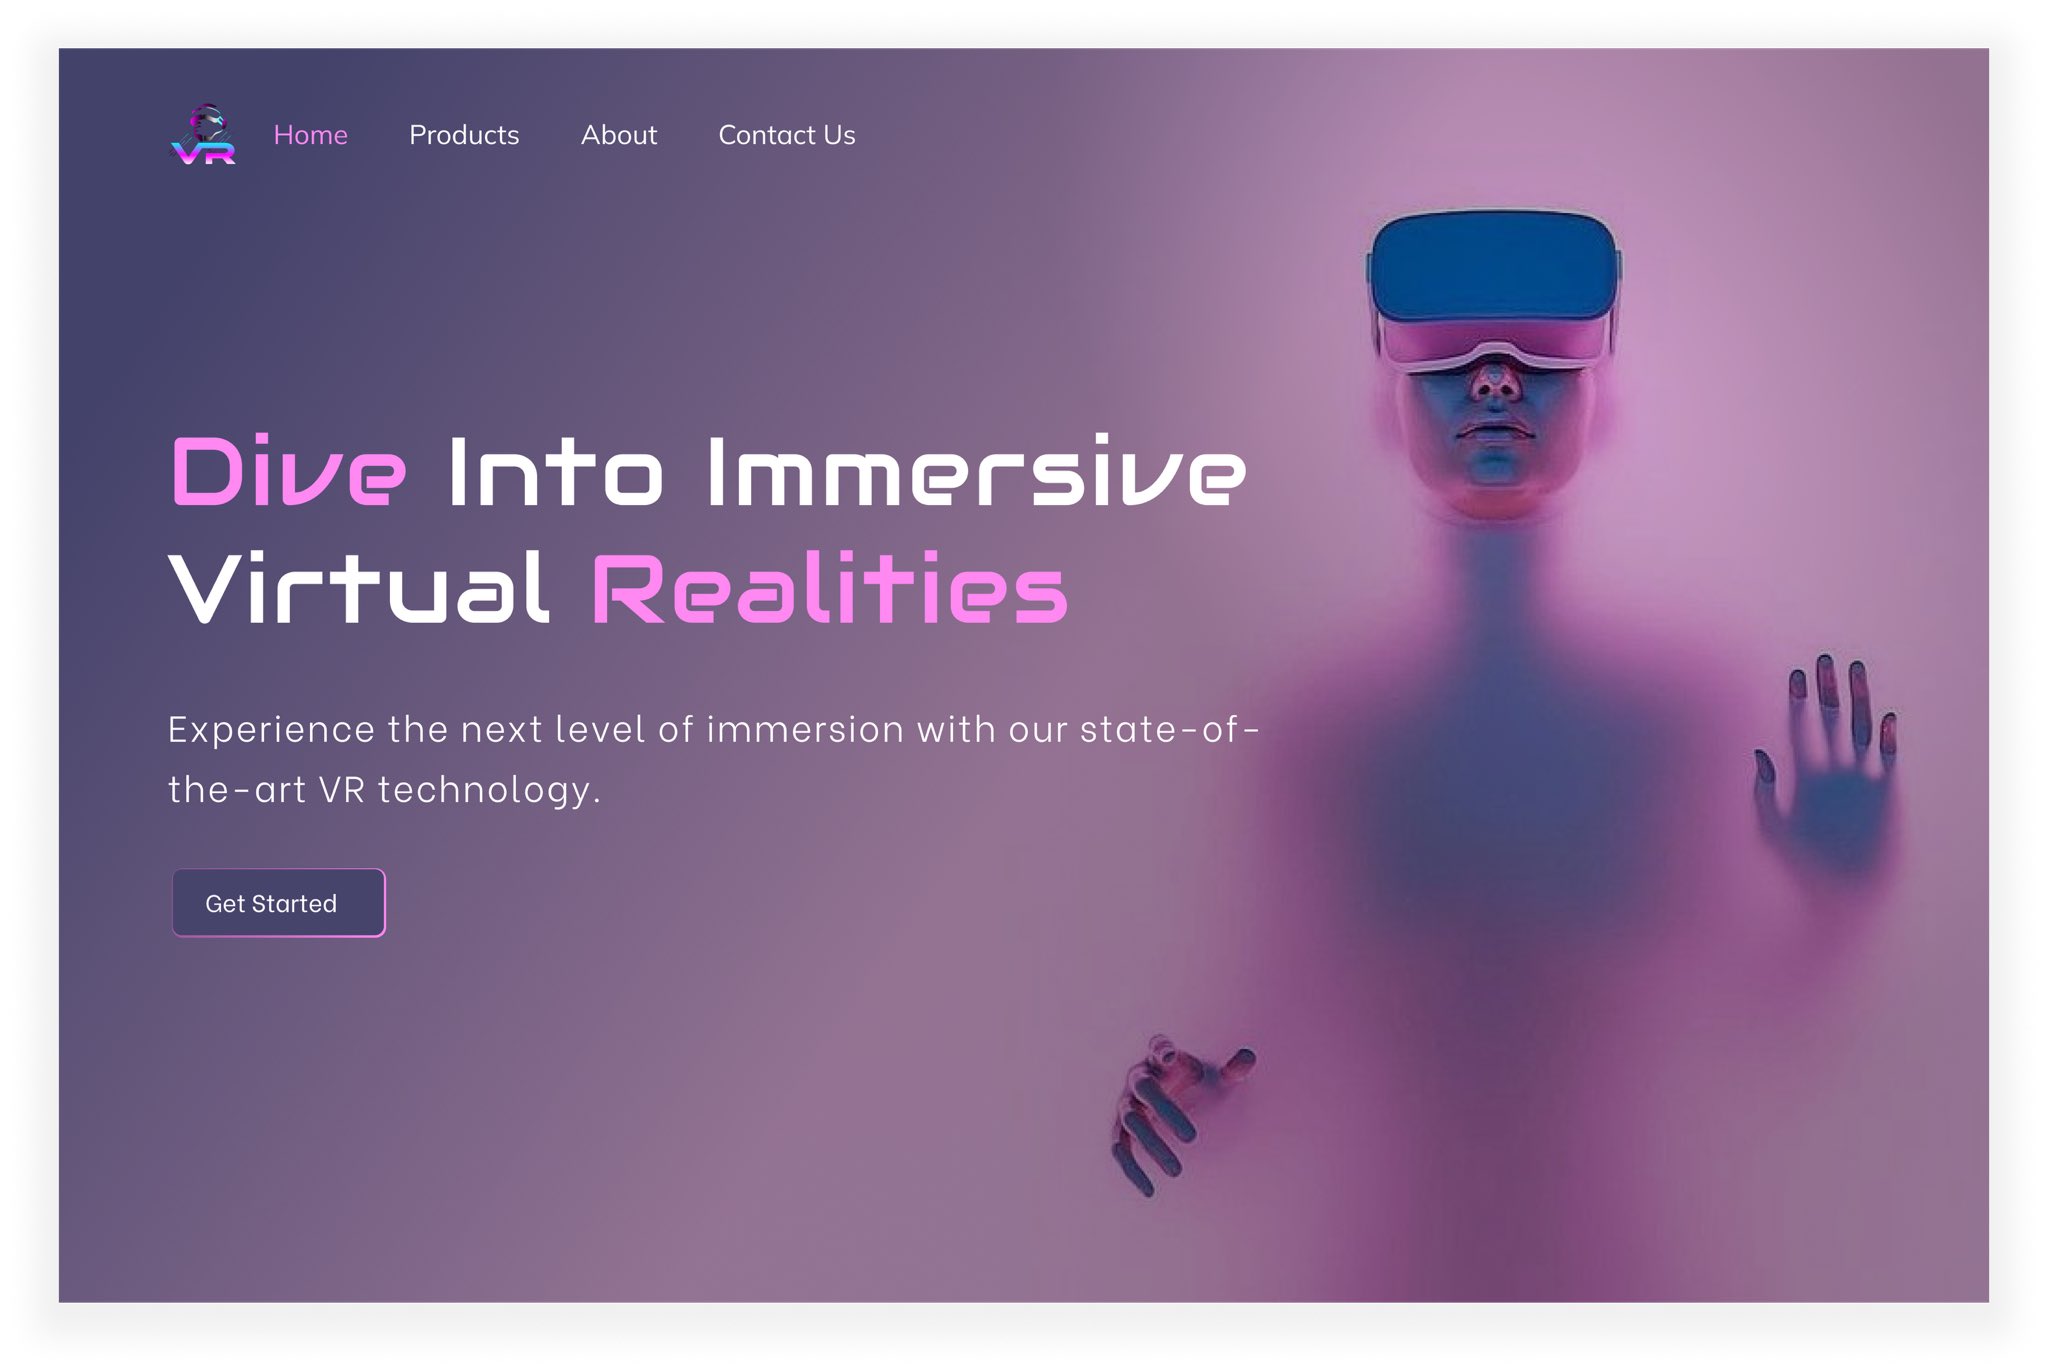 VR
Home
Products
About
Contact Us
Dive Into Immersive
Virtual Realities
Experience the next level of immersion with our state-of-
the-art VR technology.
Get Started